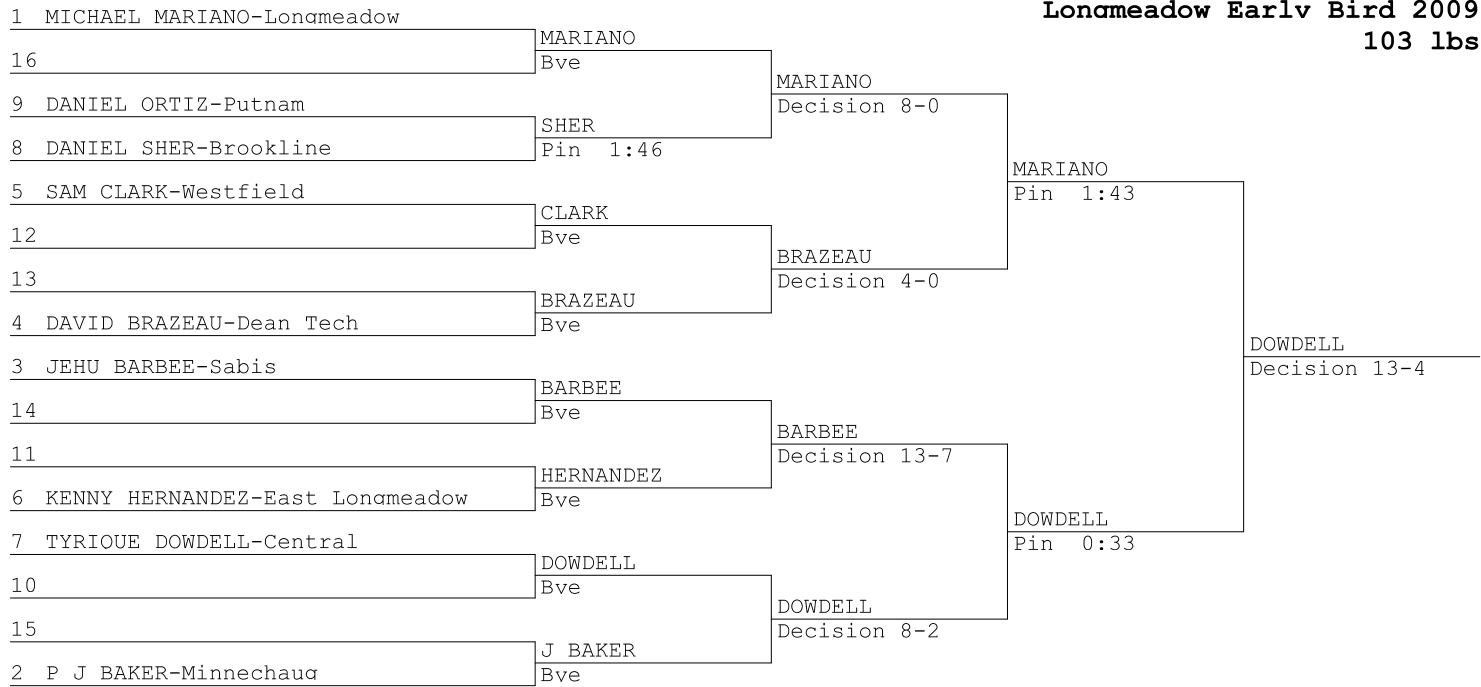 1 MICHAEL MARIANO-Longmeadow
Longmeadow Early Bird 2009
103 lbs
MARIANO
Bye
16
MARIANO
Decision 8-0
9 DANIEL ORTIZ-Putnam
SHER
Pin 1:46
8 DANIEL SHER-Brookline
MARIANO
Pin 1:43
5 SAM CLARK-Westfield
CLARK
Bye
12
BRAZEAU
Decision 4-0
13
BRAZEAU
Bye
4 DAVID BRAZEAU-Dean Tech
DOWDELL
Decision 13-4
3 JEHU BARBEE-Sabis
BARBEE
Bye
14
BARBEE
Decision 13-7
11
HERNANDEZ
Bye
6 KENNY HERNANDEZ-East Longmeadow
DOWDELL
Pin 0:33
7 TYRIQUE DOWDELL-Central
DOWDELL
Bye
10
DOWDELL
Decision 8-2
15
J BAKER
Bye
2 P J BAKER-Minnechaug